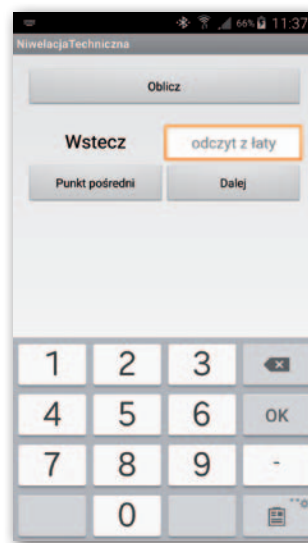 66% 11:37
NiwelacjaTechniczna
Oblicz
Wstecz odczyt z łaty
Punkt pośredni Dalej
1 2 3
4 5 6 OK
7 8 9 -
0